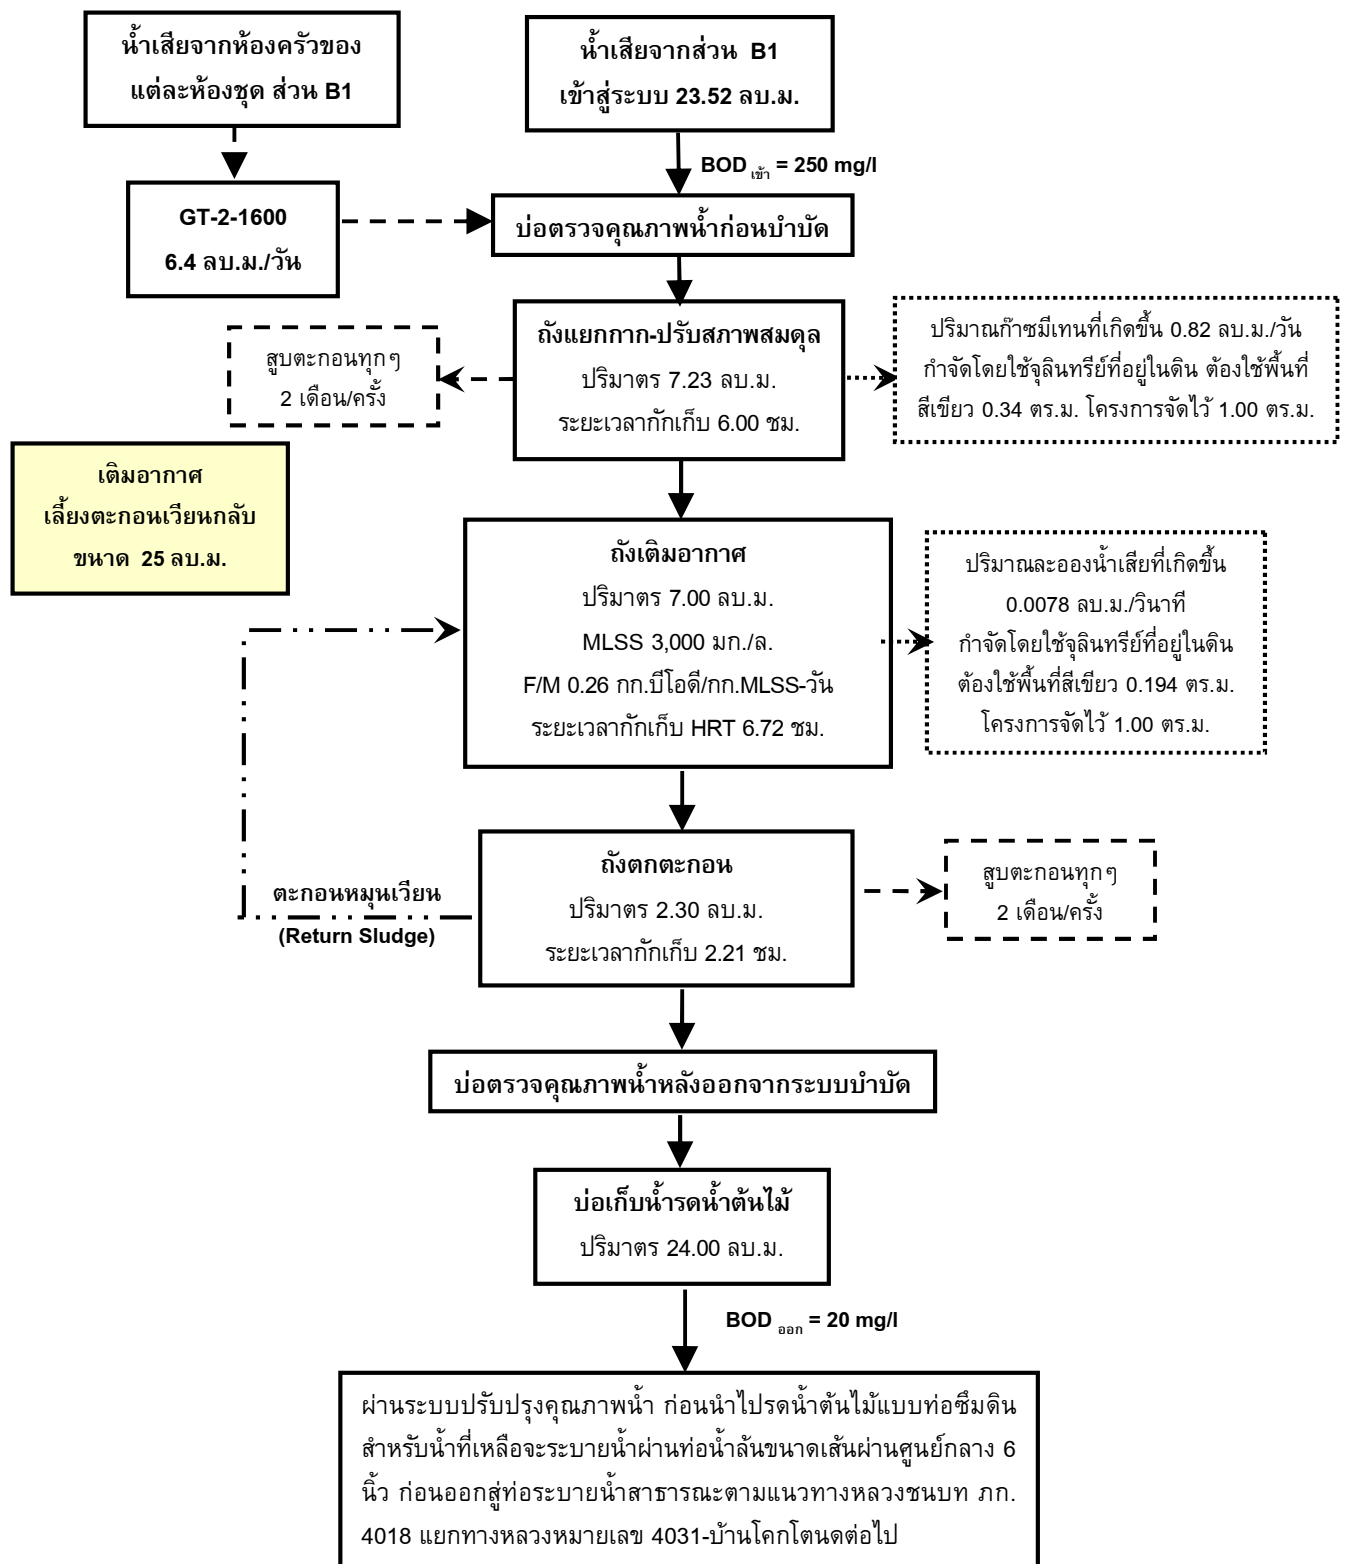 น้ำเสียจากห้องครัวของ
แต่ละห้องชุด ส่วน B1
น้ำเสียจากส่วน B1
เข้าสู่ระบบ 23.52 ลบ.ม.
BOD เข้า = 250 mg/l
GT-2-1600
6.4 ลบ.ม./วัน
บ่อตรวจคุณภาพน้ำก่อนบำบัด
ถังแยกกาก-ปรับสภาพสมดุล
ปริมาตร 7.23 ลบ.ม.
ระยะเวลากักเก็บ 6.00 ชม.
สูบตะกอนทุกๆ
2 เดือน/ครั้ง
ปริมาณก๊าซมีเทนที่เกิดขึ้น 0.82 ลบ.ม./วัน
กำจัดโดยใช้จุลินทรีย์ที่อยู่ในดิน ต้องใช้พื้นที่
สีเขียว 0.34 ตร.ม. โครงการจัดไว้ 1.00 ตร.ม.
เติมอากาศ
เลี้ยงตะกอนเวียนกลับ
ขนาด 25 ลบ.ม.
ถังเติมอากาศ
ปริมาตร 7.00 ลบ.ม.
MLSS 3,000 มก./ล.
F/M 0.26 กก.บีโอดี/กก.MLSS-วัน
ระยะเวลากักเก็บ HRT 6.72 ชม.
ปริมาณละอองน้ำเสียที่เกิดขึ้น
0.0078 ลบ.ม./วินาที
กำจัดโดยใช้จุลินทรีย์ที่อยู่ในดิน
ต้องใช้พื้นที่สีเขียว 0.194 ตร.ม.
โครงการจัดไว้ 1.00 ตร.ม.
ถังตกตะกอน
ปริมาตร 2.30 ลบ.ม.
ระยะเวลากักเก็บ 2.21 ชม.
ตะกอนหมุนเวียน
(Return Sludge)
สูบตะกอนทุกๆ
2 เดือน/ครั้ง
บ่อตรวจคุณภาพน้ำหลังออกจากระบบบำบัด
บ่อเก็บน้ำรดน้ำต้นไม้
ปริมาตร 24.00 ลบ.ม.
BOD ออก = 20 mg/l
ผ่านระบบปรับปรุงคุณภาพน้ำ ก่อนนำไปรดน้ำต้นไม้แบบท่อซึมดิน
สำหรับน้ำที่เหลือจะระบายน้ำผ่านท่อน้ำล้นขนาดเส้นผ่านศูนย์กลาง 6
นิ้ว ก่อนออกสู่ท่อระบายน้ำสาธารณะตามแนวทางหลวงชนบท ภก.
4018 แยกทางหลวงหมายเลข 4031-บ้านโคกโตนดต่อไป